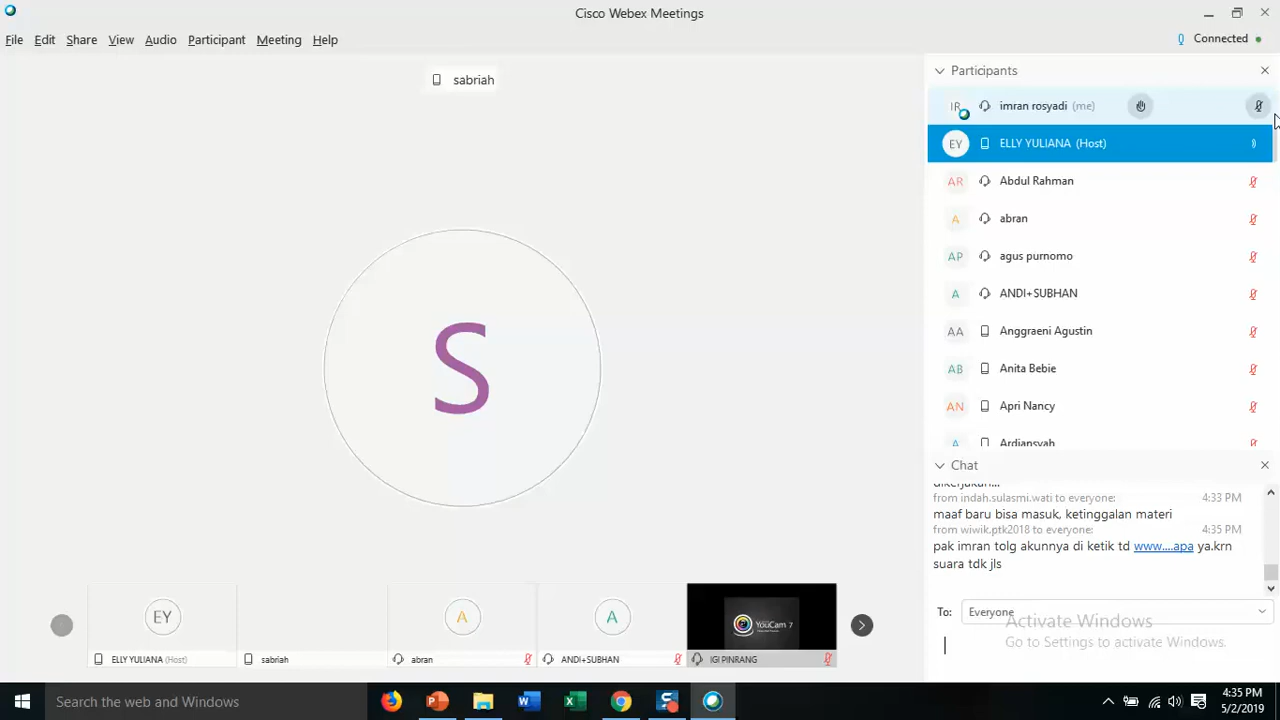 Cisco Webex Meetings
File Edit Share View Audio Participant Meeting Help
Connected
sabriah
S
Participants
IR imran rosyadi (me)
EY ELLY YULIANA (Host)
AR Abdul Rahman
A abran
AP agus purnomo
A ANDI+SUBHAN
AA Anggraeni Agustin
AB Anita Bebie
AN Apri Nancy
A Ardiansyah
Chat
dikerjakan...
from indah.sulasmi.wati to everyone: 4:33 PM
maaf baru bisa masuk, ketinggalan materi
from wiwik.ptk2018 to everyone: 4:35 PM
pak imran tolg akunnya di ketik td www....apa ya.krn
suara tdk jls
To: Everyone
Activate Windows
Go to Settings to activate Windows.
EY
A
A
YouCam 7
ELLY YULIANA (Host)
sabriah
abran
ANDI+SUBHAN
IGI PINRANG
Search the web and Windows
4:35 PM
5/2/2019